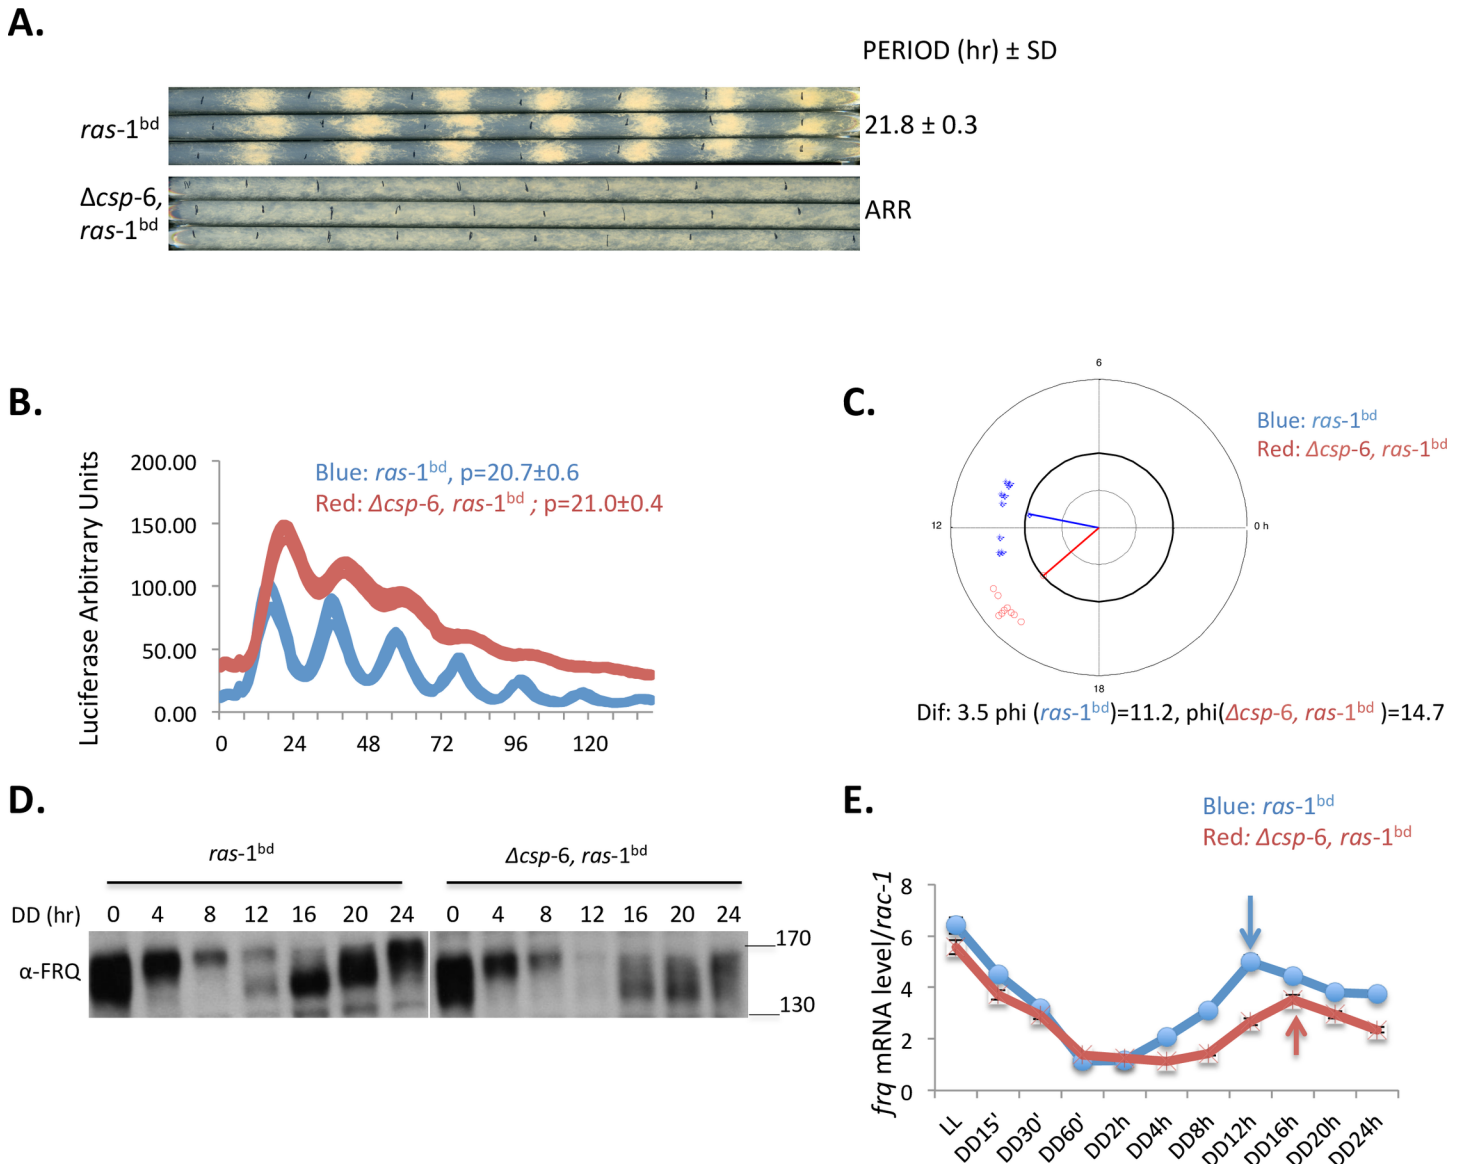 A.
PERIOD (hr) ± SD
ras-1bd
21.8 ± 0.3
Δcsp-6,
ras-1bd
ARR
B.
Luciferase Arbitrary Units
200.00
150.00
100.00
50.00
0.00
Blue: ras-1bd, p=20.7±0.6
Red: Δcsp-6, ras-1bd ; p=21.0±0.4
0 24 48 72 96 120
C.
6
12
0 h
18
Blue: ras-1bd
Red: Δcsp-6, ras-1bd
Dif: 3.5 phi (ras-1bd)=11.2, phi(Δcsp-6, ras-1bd )=14.7
D.
ras-1bd
Δcsp-6, ras-1bd
DD (hr) 0 4 8 12 16 20 24 0 4 8 12 16 20 24
α-FRQ
170
130
E.
Blue: ras-1bd
Red: Δcsp-6, ras-1bd
frq mRNA level/rac-1
8
6
4
2
0
LL DD15' DD30' DD60' DD2h DD4h DD8h DD12h DD16h DD20h DD24h